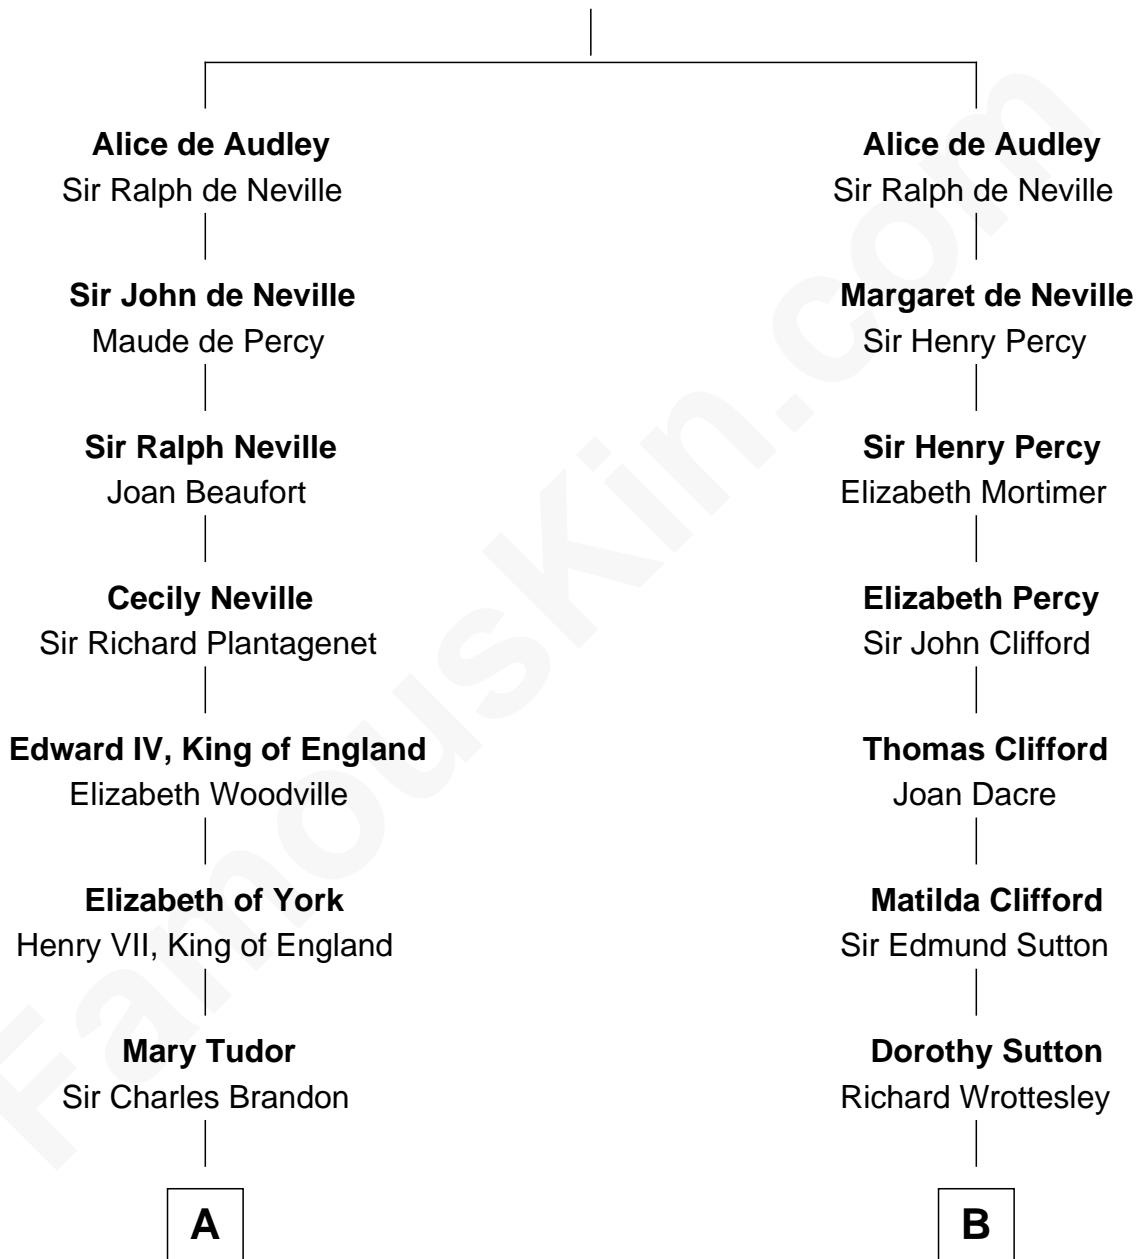 Alice de Audley
Sir Ralph de Neville
Sir John de Neville
Maude de Percy
Sir Ralph Neville
Joan Beaufort
Cecily Neville
Sir Richard Plantagenet
Edward IV, King of England
Elizabeth Woodville
Elizabeth of York
Henry VII, King of England
Mary Tudor
Sir Charles Brandon
A
Alice de Audley
Sir Ralph de Neville
Margaret de Neville
Sir Henry Percy
Sir Henry Percy
Elizabeth Mortimer
Elizabeth Percy
Sir John Clifford
Thomas Clifford
Joan Dacre
Matilda Clifford
Sir Edmund Sutton
Dorothy Sutton
Richard Wrottesley
B
FamousKin.com